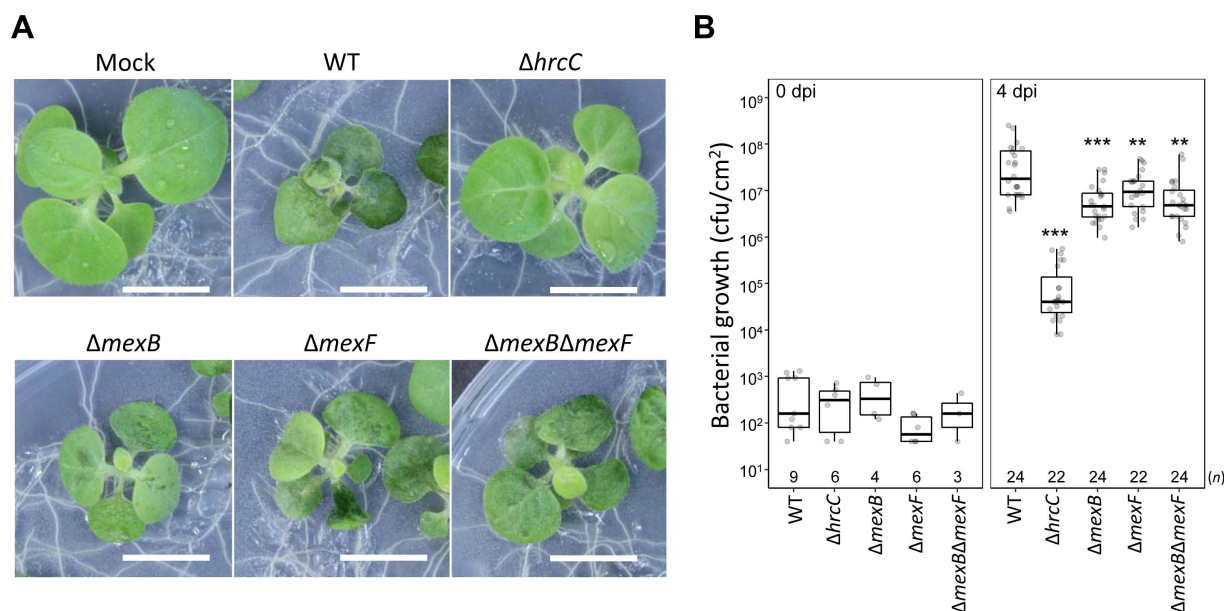 A
Mock
WT
ΔhrcC
ΔmexB
ΔmexF
ΔmexBΔmexF
B
Bacterial growth (cfu/cm²)
10⁹
10⁸
10⁷
10⁶
10⁵
10⁴
10³
10²
10¹
0 dpi
9
6
4
6
3
WT
ΔhrcC
ΔmexB
ΔmexF
ΔmexBΔmexF
4 dpi
***
***
**
**
24
22
24
22
24
(n)
WT
ΔhrcC
ΔmexB
ΔmexF
ΔmexBΔmexF